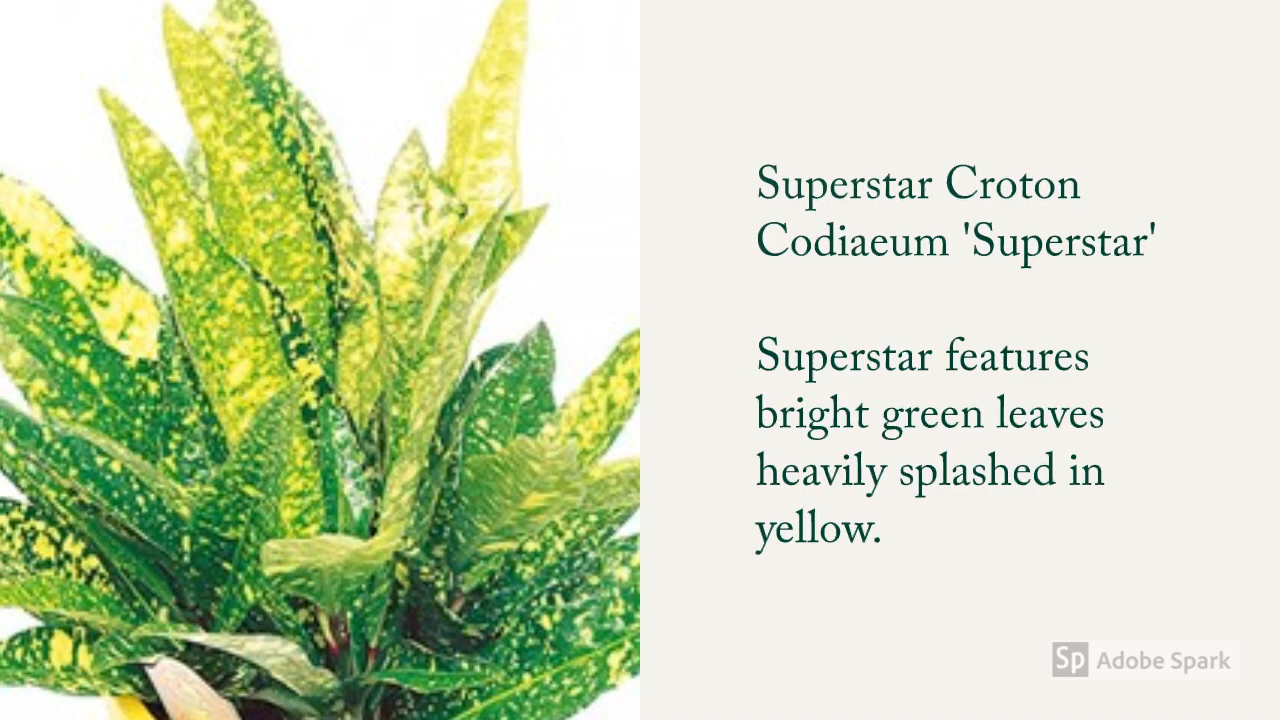 Superstar Croton
Codiaeum 'Superstar'
Superstar features
bright green leaves
heavily splashed in
yellow.
Sp Adobe Spark